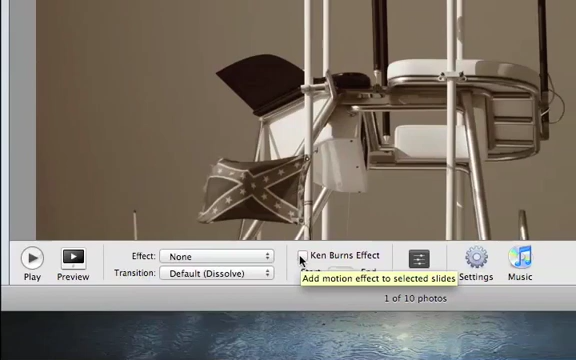 Effect: None
Ken Burns Effect
Play
Preview
Transition: Default (Dissolve)
Add motion effect to selected slides
Settings
Music
1 of 10 photos